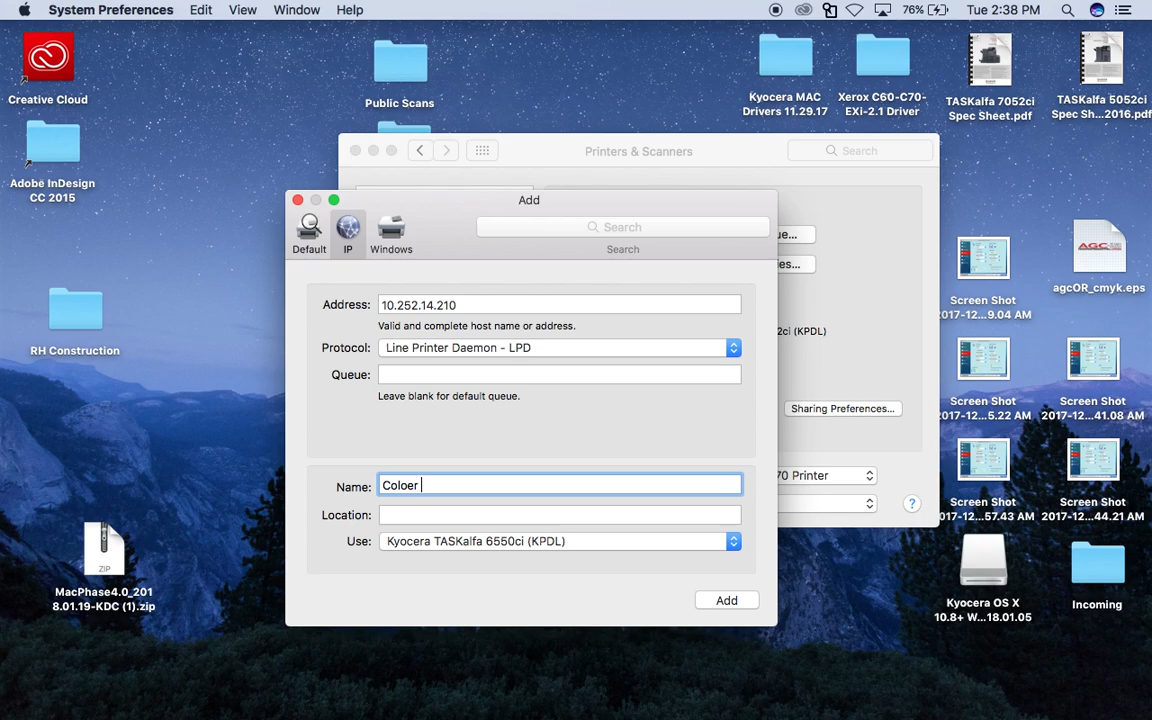 System Preferences Edit View Window Help
76% Tue 2:38 PM
Creative Cloud
Public Scans
Kyocera MAC
Drivers 11.29.17
Xerox C60-C70-
EXI-2.1 Driver
TASKalfa 7052ci
Spec Sheet.pdf
TASKalfa 5052ci
Spec Sh...2016.pdf
Adobe InDesign
CC 2015
Printers & Scanners
Search
Add
Default
IP
Windows
Search
Search
ue...
es...
Address: 10.252.14.210
Valid and complete host name or address.
Protocol: Line Printer Daemon - LPD
2ci (KPDL)
Queue:
Leave blank for default queue.
Sharing Preferences...
Name: Coloer
70 Printer
Location:
?
Use: Kyocera TASKalfa 6550ci (KPDL)
Add
AGC
agcOR_cmyk.eps
Screen Shot
2017-12...9.04 AM
RH Construction
Screen Shot
2017-12...5.22 AM
Screen Shot
2017-12...41.08 AM
Screen Shot
2017-12...57.43 AM
Screen Shot
2017-12...44.21 AM
ZIP
MacPhase4.0_201
8.01.19-KDC (1).zip
Kyocera OS X
10.8+ W...18.01.05
Incoming